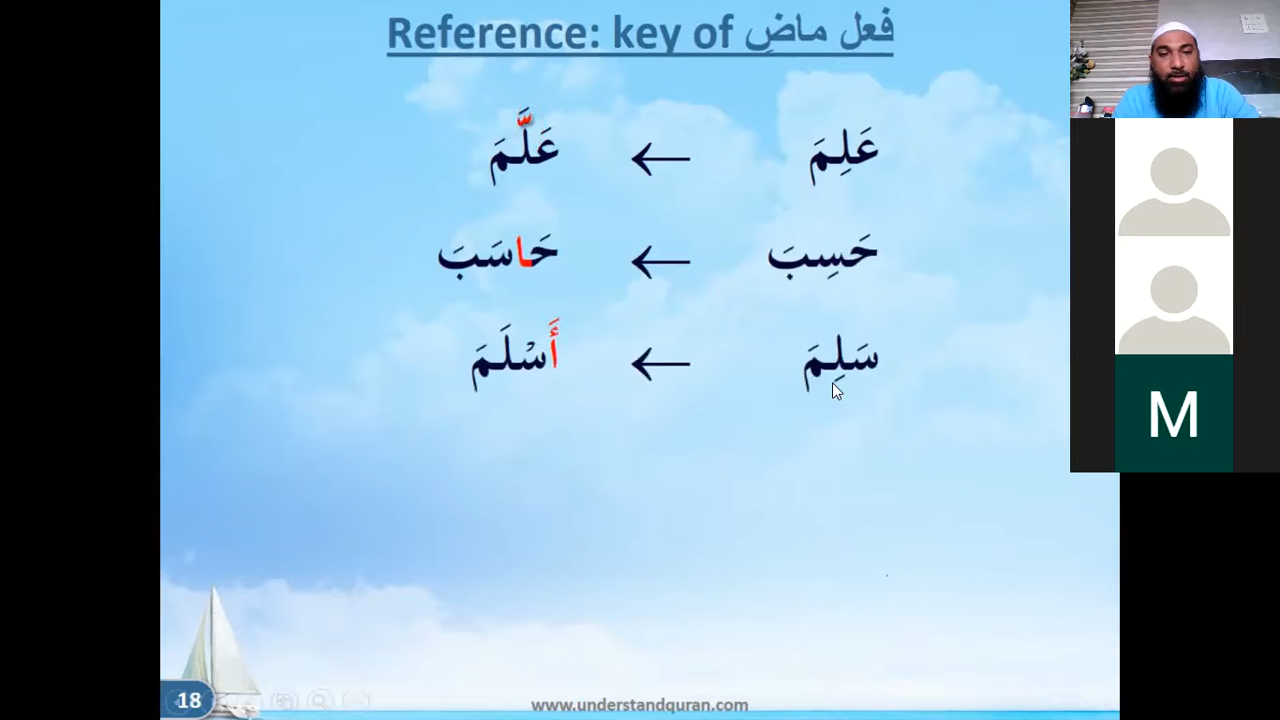 Reference: key of فعل ماضِ
عَلِمَ ← عَلَّمَ
حَسِبَ ← حَاسَبَ
سَلِمَ ← أَسْلَمَ
M
18
www.understandquran.com